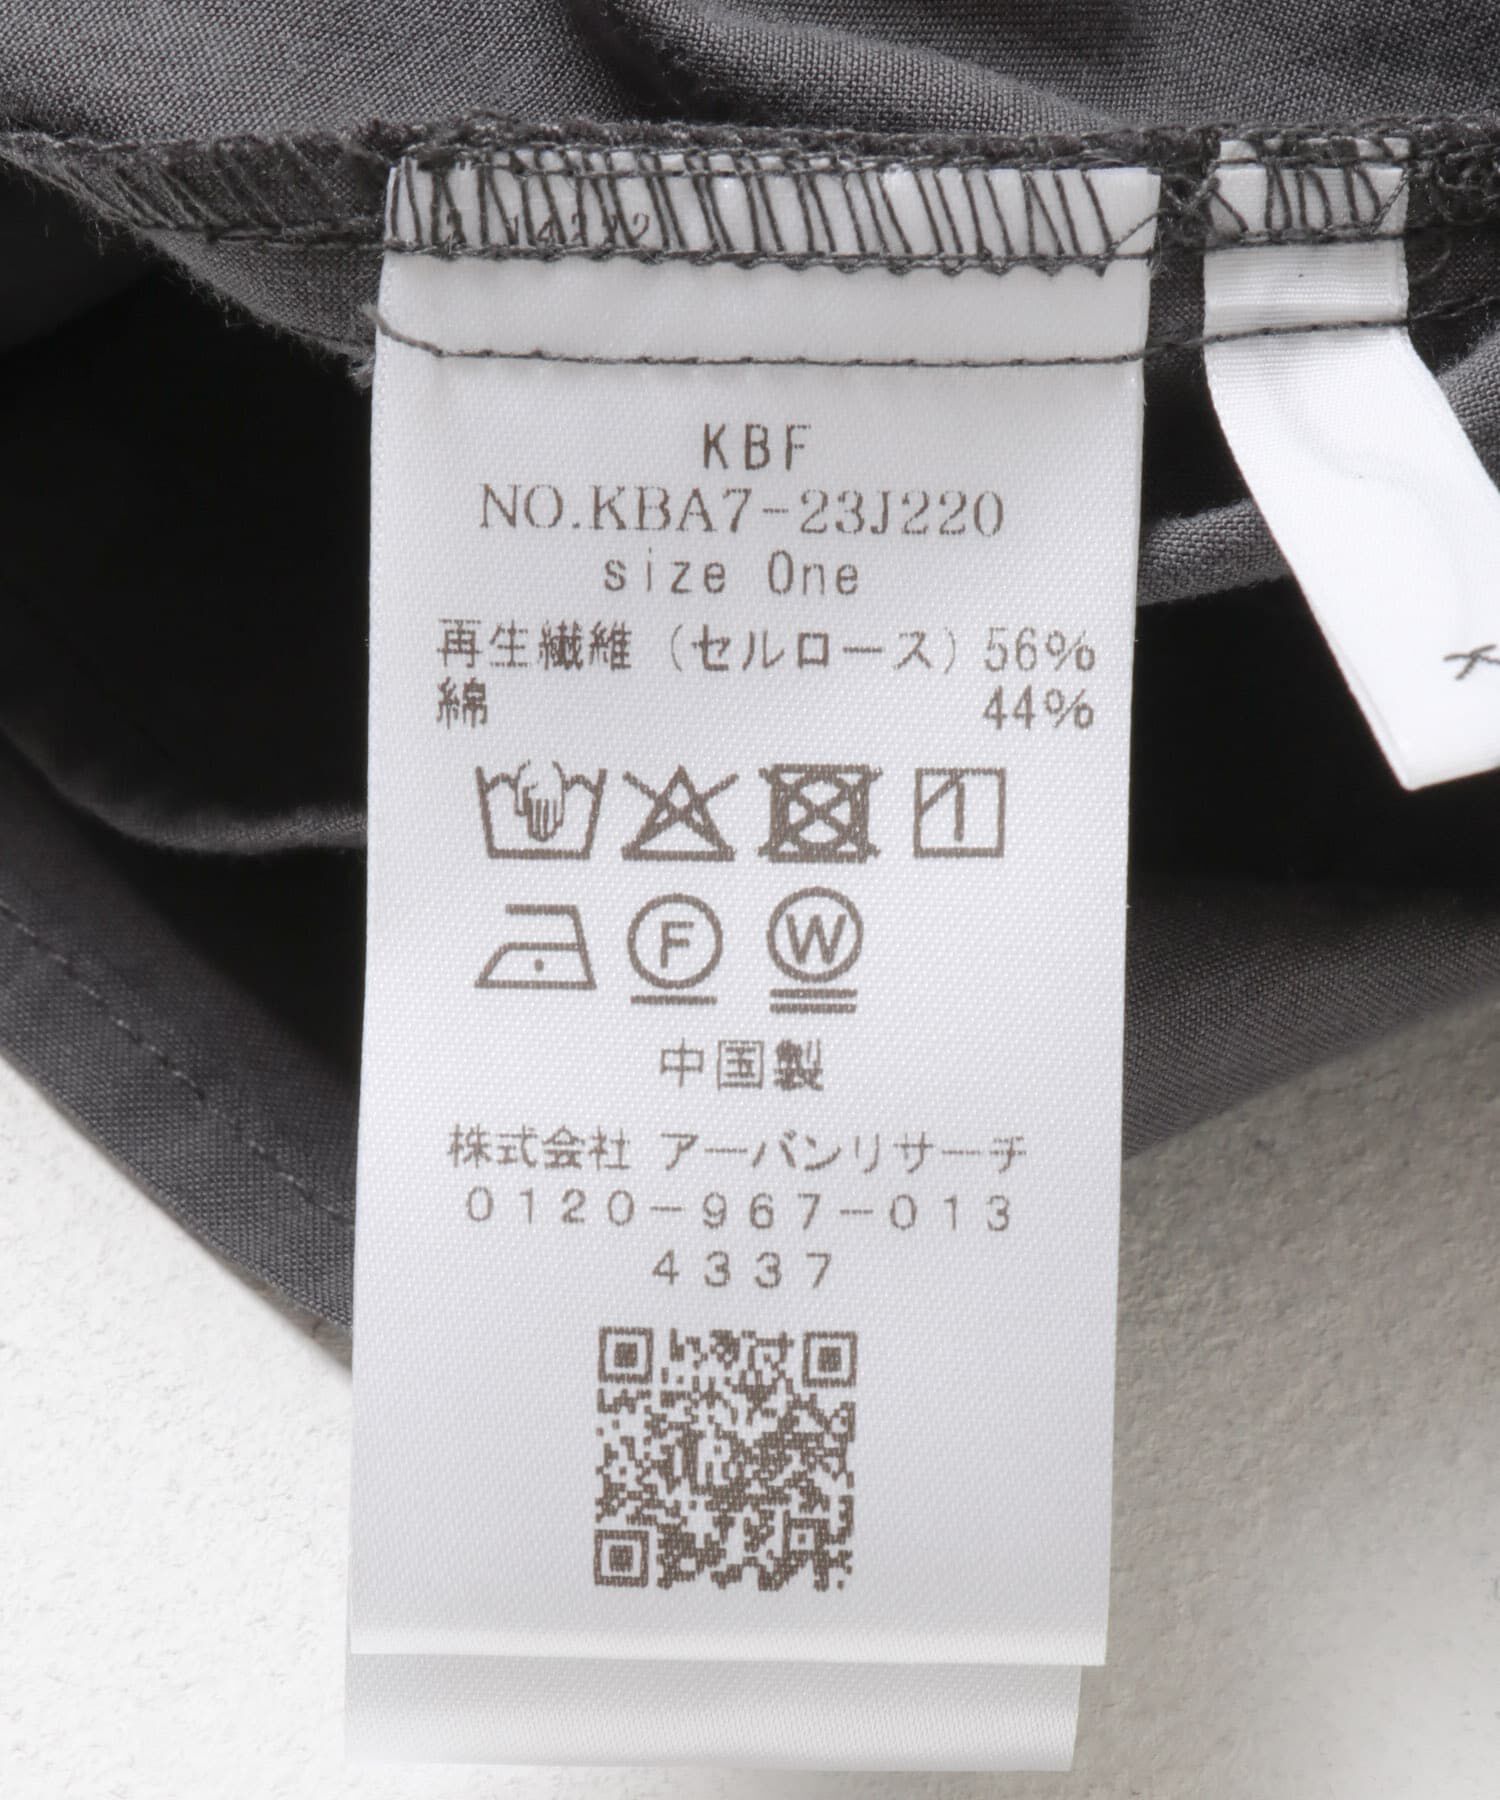 KBF
NO.KBA7-23J220
size One
再生繊維（セルロース）56%
綿 44%
F W
中国製
株式会社 アーバンリサーチ
0120-967-013
4337